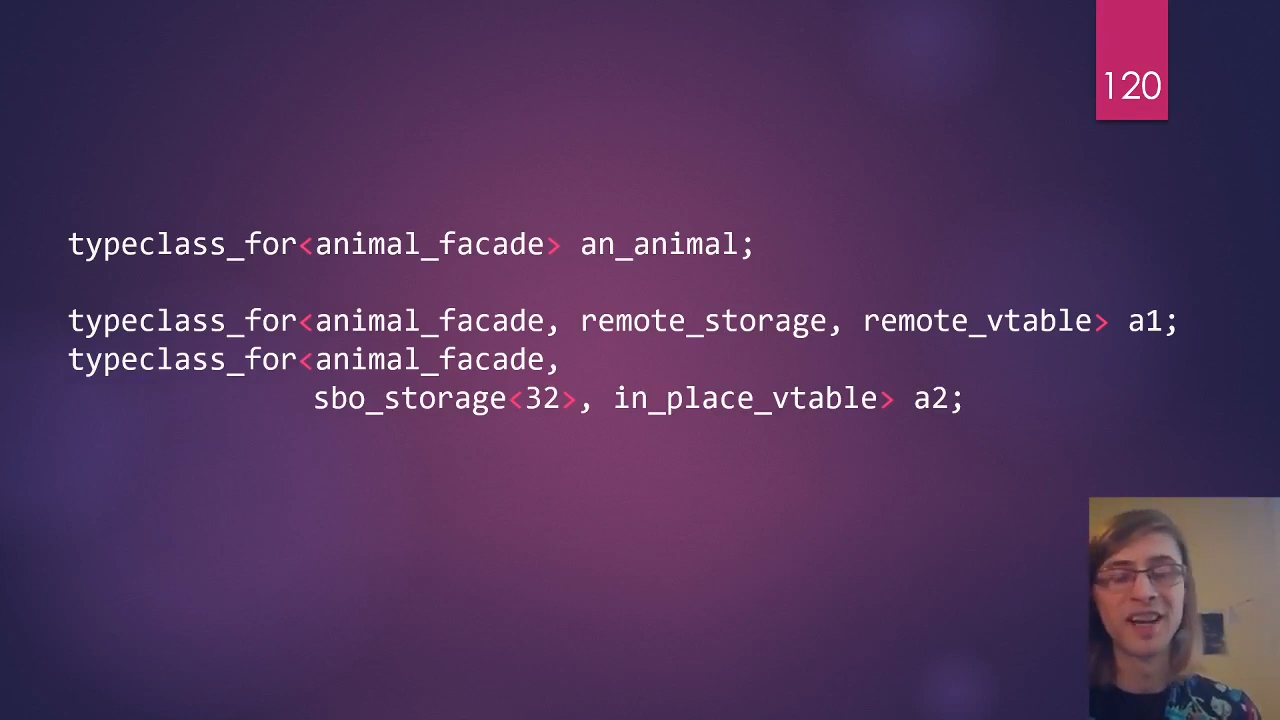 120
typeclass_for<animal_facade> an_animal;
typeclass_for<animal_facade, remote_storage, remote_vtable> a1;
typeclass_for<animal_facade,
sbo_storage<32>, in_place_vtable> a2;